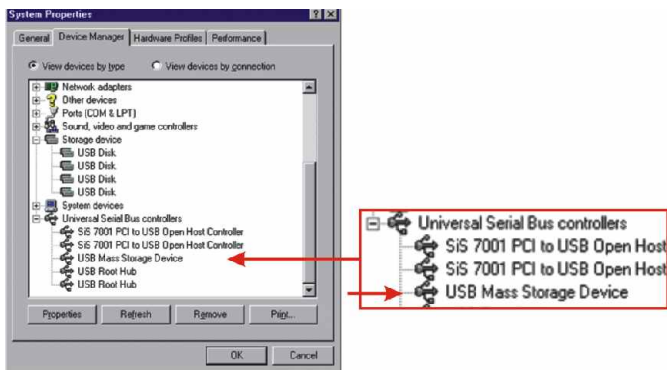 System Properties
General Device Manager Hardware Profiles Performance
View devices by type View devices by connection
Network adapters
Other devices
Ports (COM & LPT)
Sound, video and game controllers
Storage device
USB Disk
USB Disk
USB Disk
USB Disk
System devices
Universal Serial Bus controllers
SiS 7001 PCI to USB Open Host Controller
SiS 7001 PCI to USB Open Host Controller
USB Mass Storage Device
USB Root Hub
USB Root Hub
Properties Refresh Remove Print...
OK Cancel
Universal Serial Bus controllers
SiS 7001 PCI to USB Open Host
SiS 7001 PCI to USB Open Host
USB Mass Storage Device